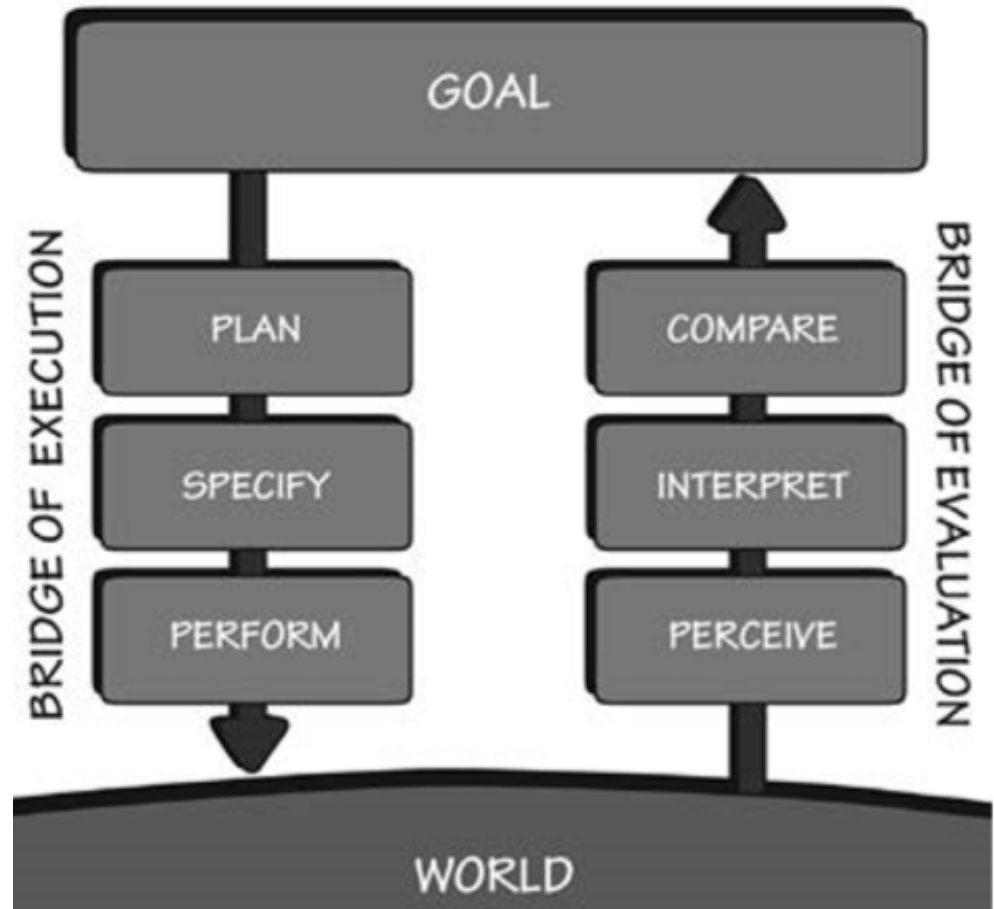 GOAL
BRIDGE OF EXECUTION
PLAN
SPECIFY
PERFORM
COMPARE
INTERPRET
PERCEIVE
BRIDGE OF EVALUATION
WORLD